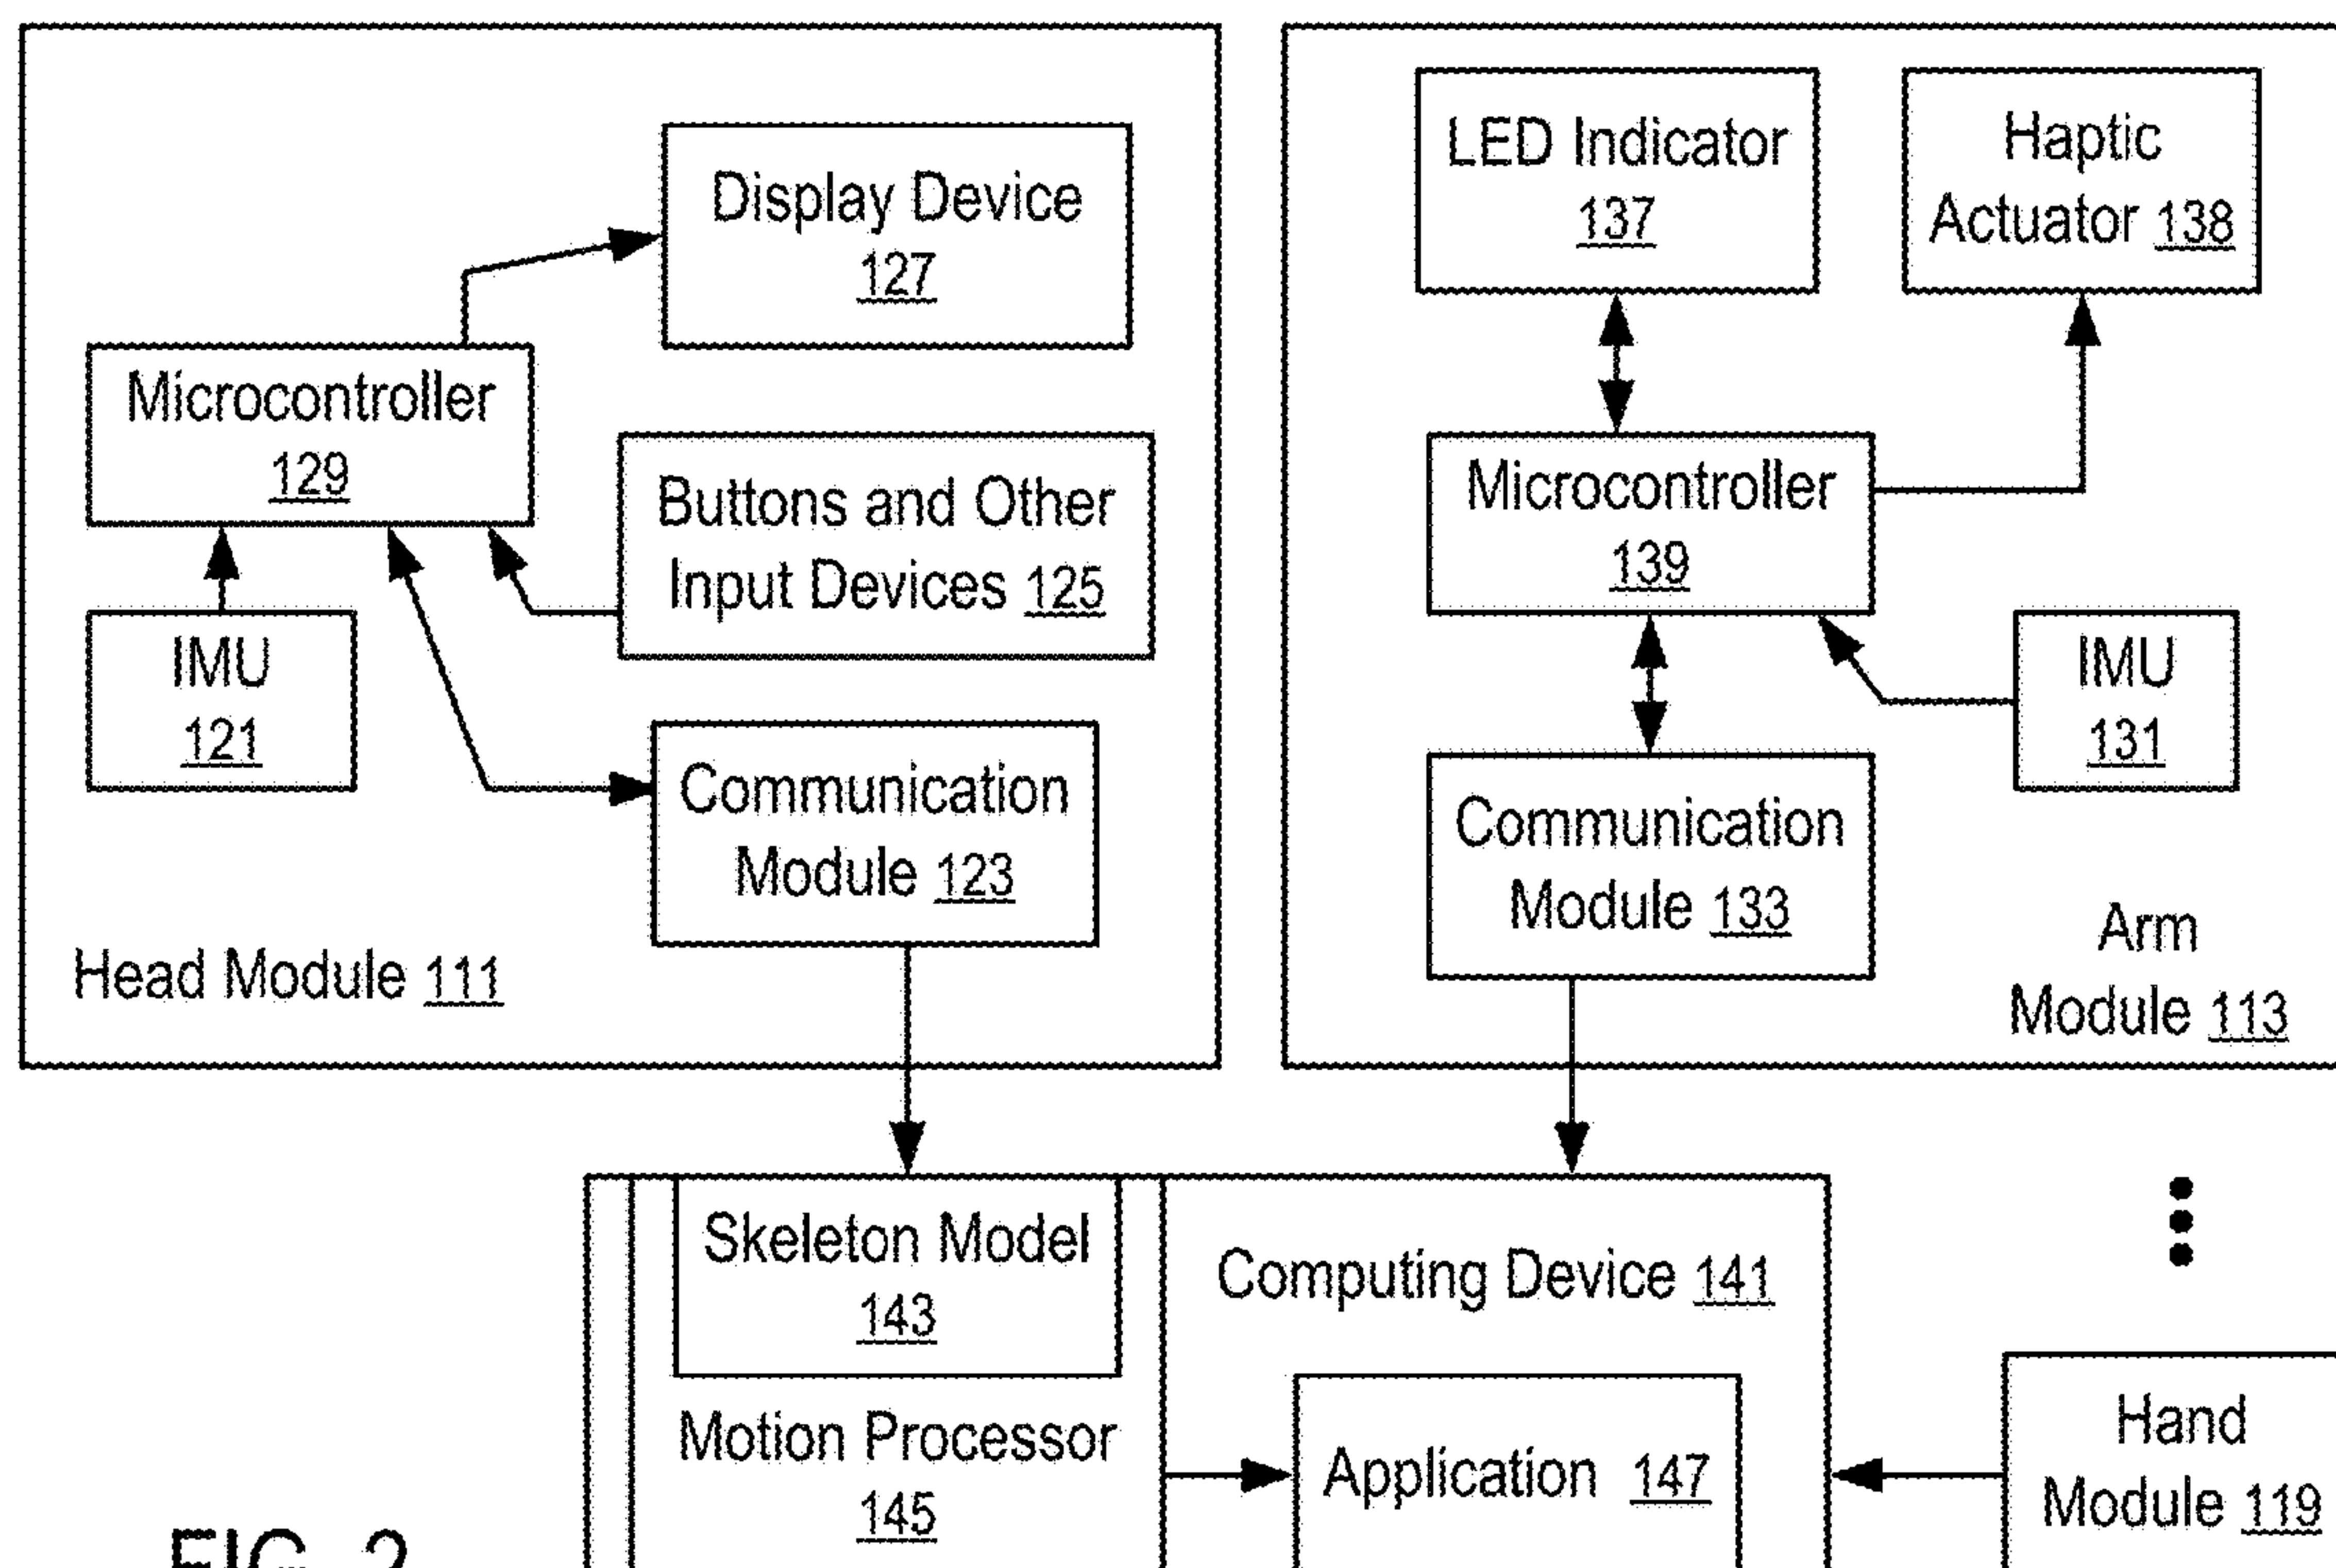 Display Device
127
Microcontroller
129
Buttons and Other
Input Devices 125
IMU
121
Communication
Module 123
Head Module 111
LED Indicator
137
Haptic
Actuator 138
Microcontroller
139
IMU
131
Communication
Module 133
Arm
Module 113
Skeleton Model
143
Motion Processor
145
Computing Device 141
Application 147
Hand
Module 119
FIG. 2